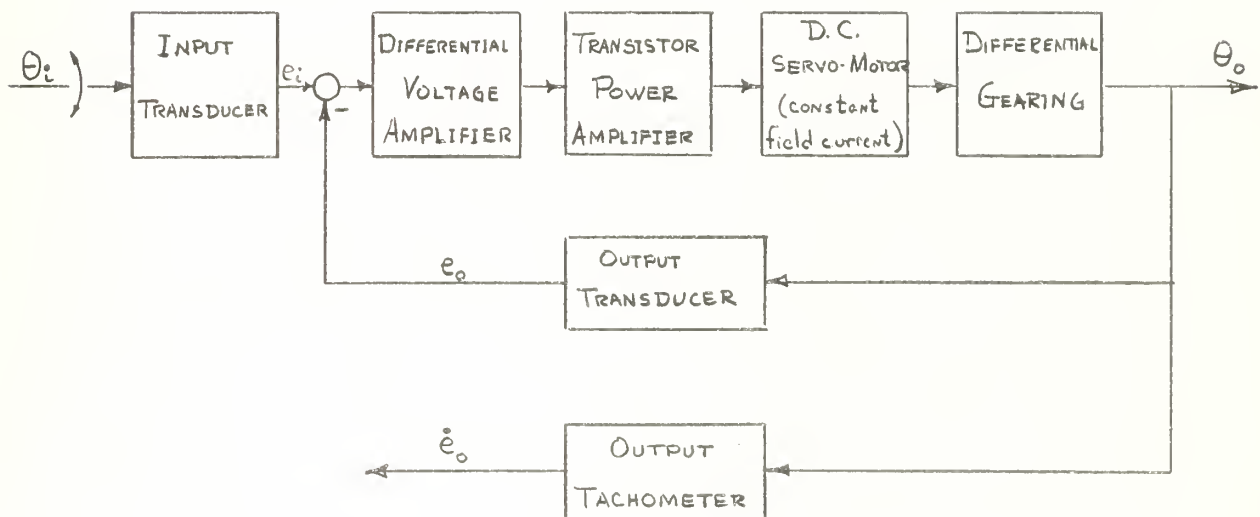 θi
INPUT
TRANSDUCER
ei
-
DIFFERENTIAL
VOLTAGE
AMPLIFIER
TRANSISTOR
POWER
AMPLIFIER
D. C.
SERVO-MOTOR
(constant
field current)
DIFFERENTIAL
GEARING
θo
eo
OUTPUT
TRANSDUCER
ėo
OUTPUT
TACHOMETER